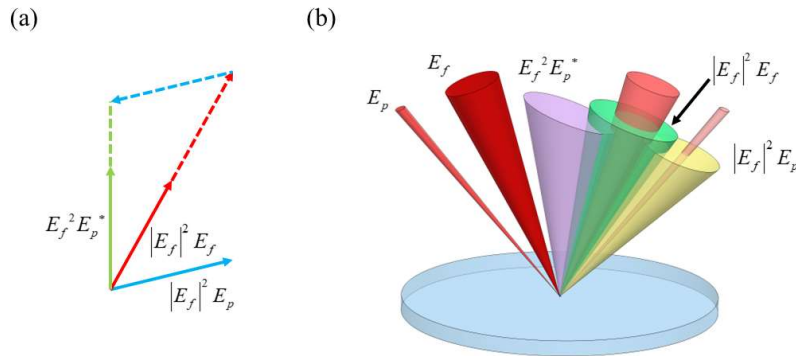 (a)
E_f^2 E_p^*
|E_f|^2 E_f
|E_f|^2 E_p
(b)
E_p
E_f
E_f^2 E_p^*
|E_f|^2 E_f
|E_f|^2 E_p